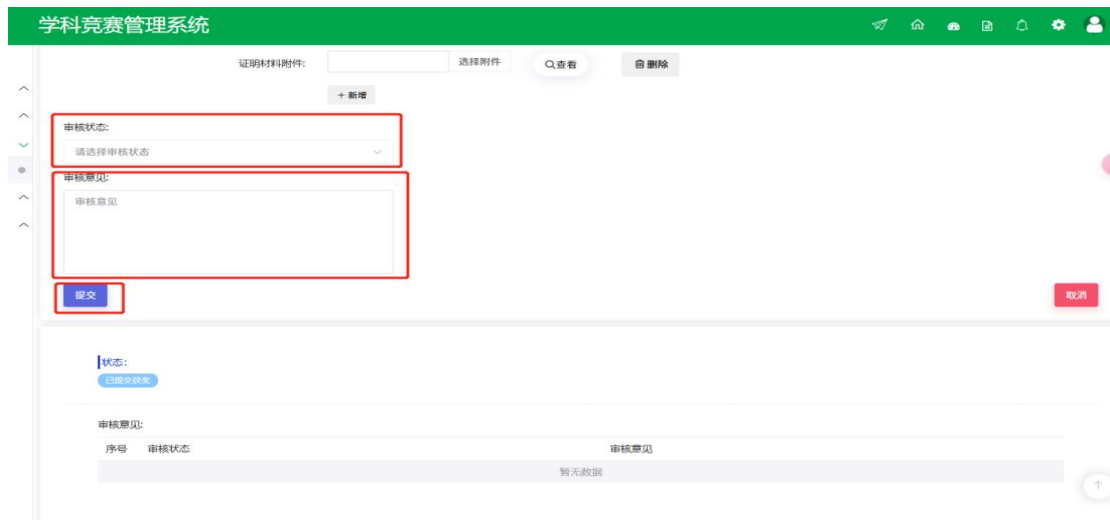 学科竞赛管理系统
证明材料附件: 选择附件 查看 删除
+ 新增
审核状态:
请选择审核状态
审核意见:
审核意见
提交 取消
状态:
已提交获奖
审核意见:
序号 审核状态 审核意见
暂无数据